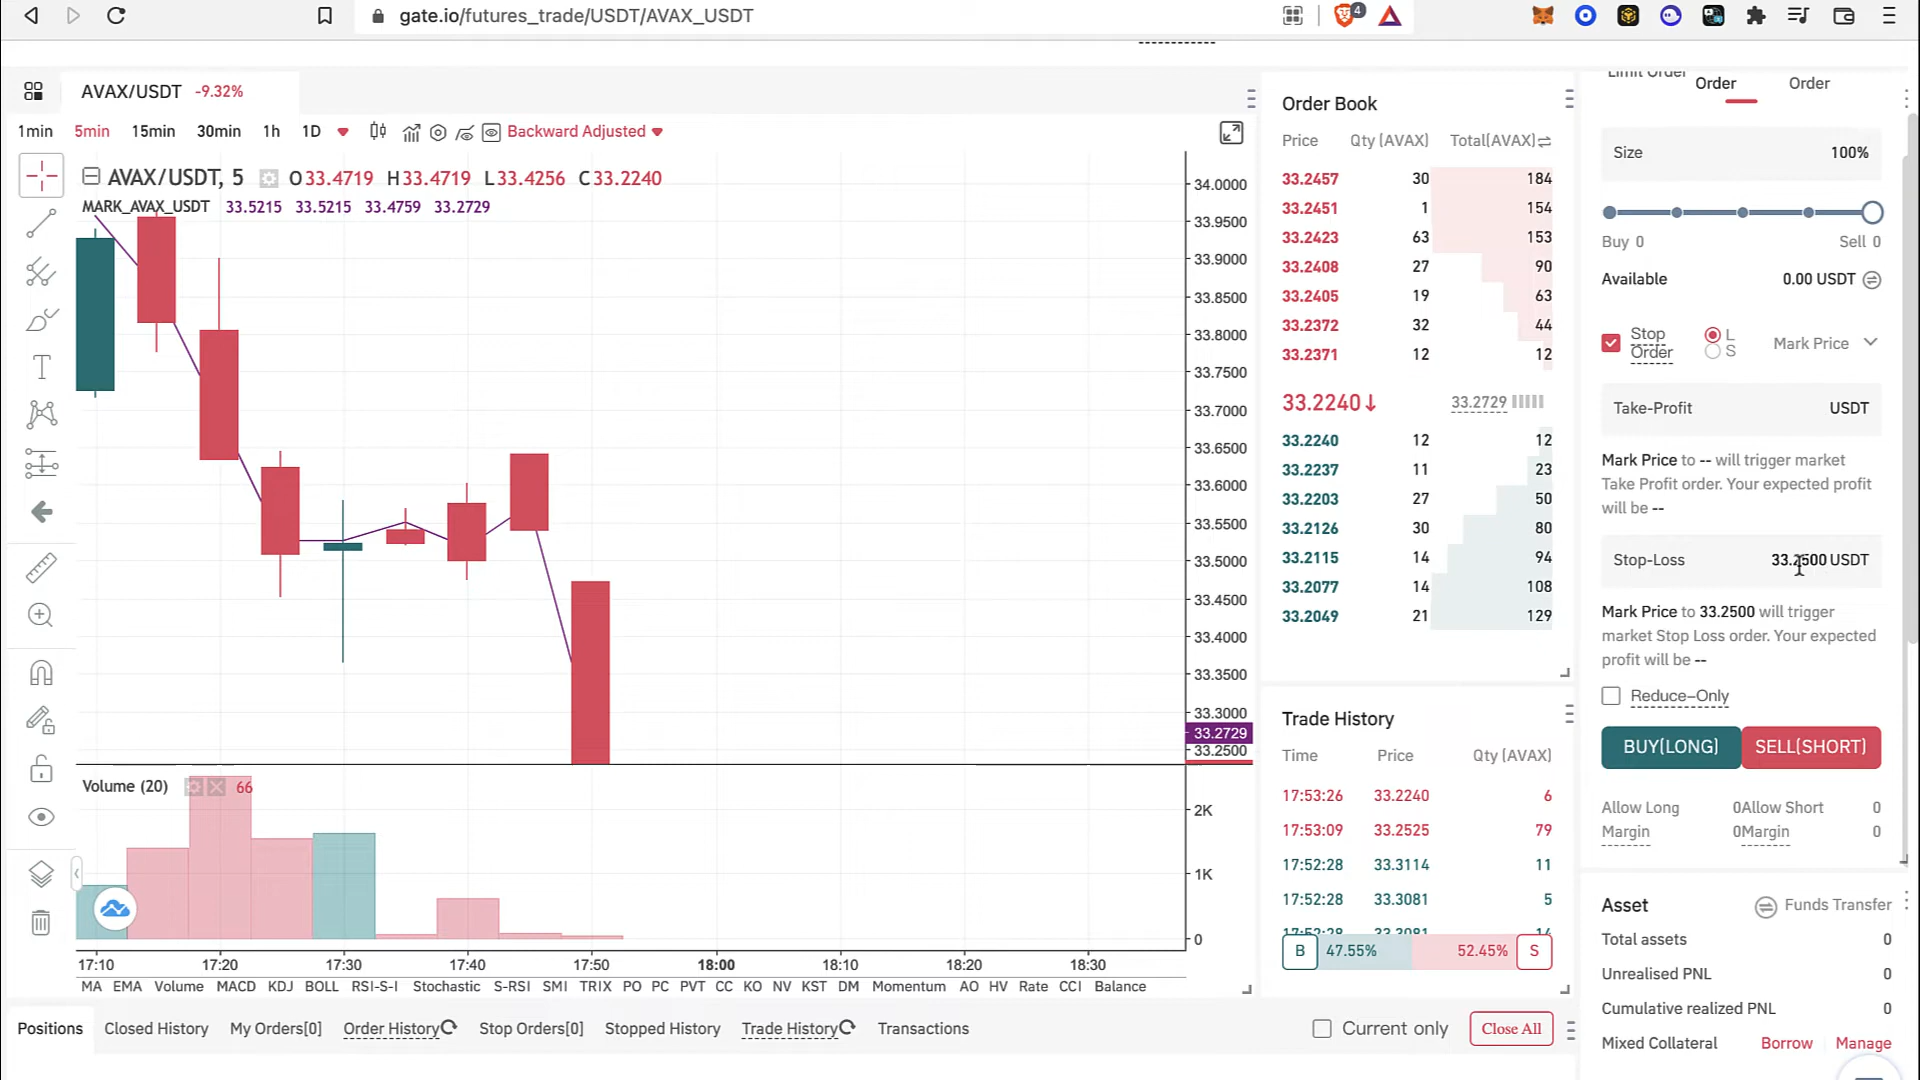 gate.io/futures_trade/USDT/AVAX_USDT
4
AVAX/USDT -9.32%
1min 5min 15min 30min 1h 1D Backward Adjusted
AVAX/USDT, 5 O33.4719 H33.4719 L33.4256 C33.2240
MARK_AVAX_USDT 33.5215 33.5215 33.4759 33.2729
34.0000
33.9500
33.9000
33.8500
33.8000
33.7500
33.7000
33.6500
33.6000
33.5500
33.5000
33.4500
33.4000
33.3500
33.3000
33.2729
33.2500
Volume (20) 66
2K
1K
0
17:10 17:20 17:30 17:40 17:50 18:00 18:10 18:20 18:30
MA EMA Volume MACD KDJ BOLL RSI-S-I Stochastic S-RSI SMI TRIX PO PC PVT CC KO NV KST DM Momentum AO HV Rate CCI Balance
Order Book
Price Qty (AVAX) Total(AVAX)
33.2457 30 184
33.2451 1 154
33.2423 63 153
33.2408 27 90
33.2405 19 63
33.2372 32 44
33.2371 12 12
33.2240↓ 33.2729
33.2240 12 12
33.2237 11 23
33.2203 27 50
33.2126 30 80
33.2115 14 94
33.2077 14 108
33.2049 21 129
Trade History
Time Price Qty (AVAX)
17:53:26 33.2240 6
17:53:09 33.2525 79
17:52:28 33.3114 11
17:52:28 33.3081 5
17:52:28 33.3081 14
B 47.55% 52.45% S
Limit Order Order Order
Size 100%
Buy 0 Sell 0
Available 0.00 USDT
Stop Order L S Mark Price
Take-Profit USDT
Mark Price to -- will trigger market
Take Profit order. Your expected profit
will be --
Stop-Loss 33.2500 USDT
Mark Price to 33.2500 will trigger
market Stop Loss order. Your expected
profit will be --
Reduce-Only
BUY(LONG) SELL(SHORT)
Allow Long 0 Allow Short 0
Margin 0 Margin 0
Asset Funds Transfer
Total assets 0
Unrealised PNL 0
Cumulative realized PNL 0
Mixed Collateral Borrow Manage
Positions Closed History My Orders[0] Order History Stop Orders[0] Stopped History Trade History Transactions Current only Close All